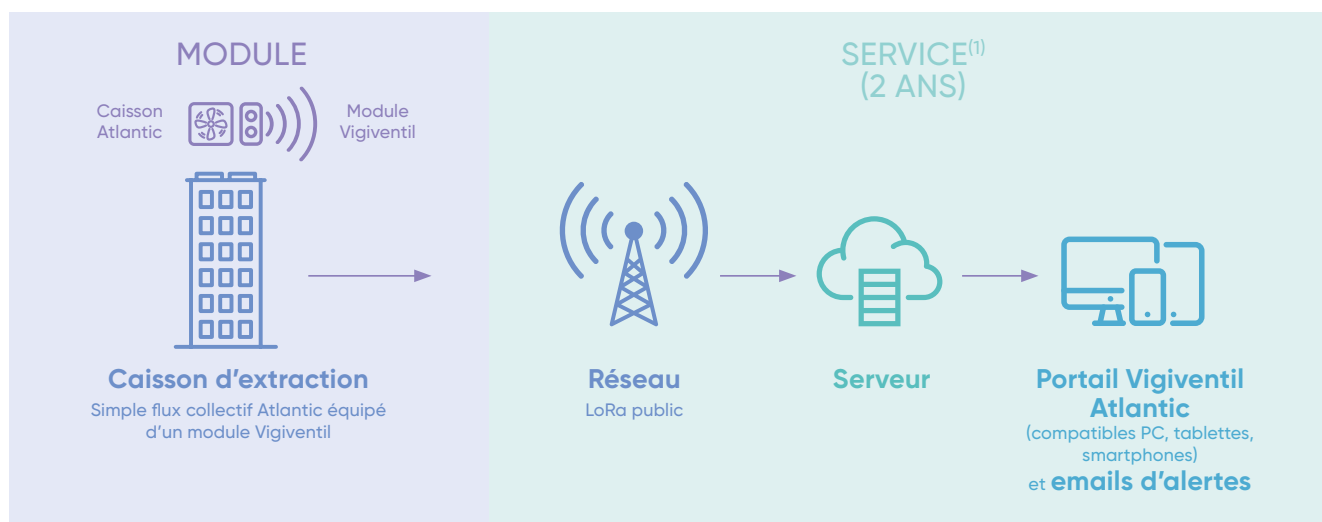 MODULE
Caisson
Atlantic
Module
Vigiventil
Caisson d'extraction
Simple flux collectif Atlantic équipé
d'un module Vigiventil
SERVICE(1)
(2 ANS)
Réseau
LoRa public
Serveur
Portail Vigiventil
Atlantic
(compatibles PC, tablettes,
smartphones)
et emails d'alertes